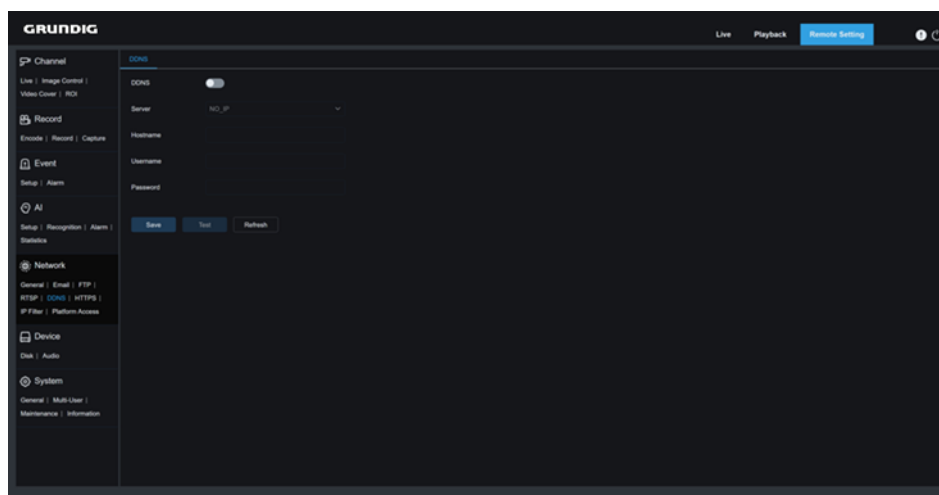 GRUNDIG
Live Playback Remote Setting
Channel
Live | Image Control |
Video Cover | ROI
Record
Encode | Record | Capture
Event
Setup | Alarm
AI
Setup | Recognition | Alarm |
Statistics
Network
General | Email | FTP |
RTSP | DDNS | HTTPS |
IP Filter | Platform Access
Device
Disk | Audio
System
General | Multi-User |
Maintenance | Information
DDNS
DDNS
Server NO_IP
Hostname
Username
Password
Save Test Refresh